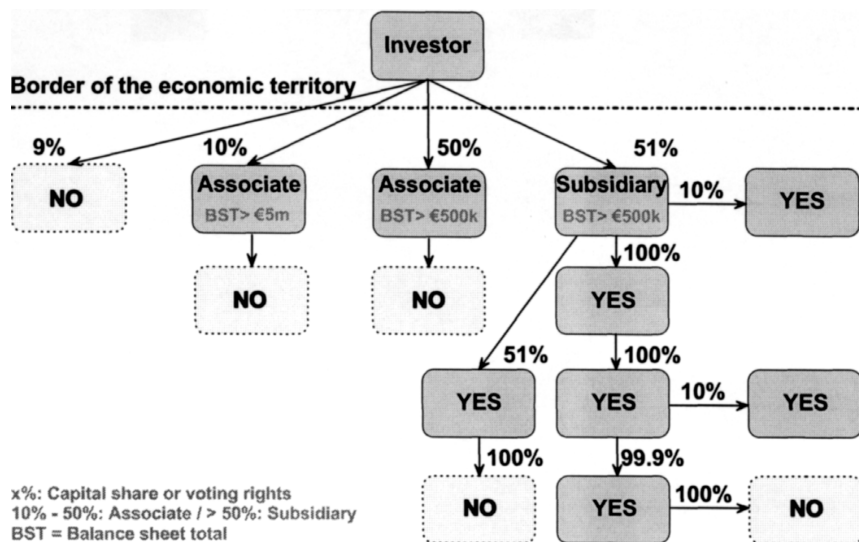 Investor
Border of the economic territory
9%
10%
50%
51%
NO
Associate
BST> €5m
Associate
BST> €500k
Subsidiary
BST> €500k
10%
YES
100%
NO
NO
YES
51%
100%
YES
YES
10%
YES
100%
99.9%
NO
YES
100%
NO
x%: Capital share or voting rights
10% - 50%: Associate / > 50%: Subsidiary
BST = Balance sheet total